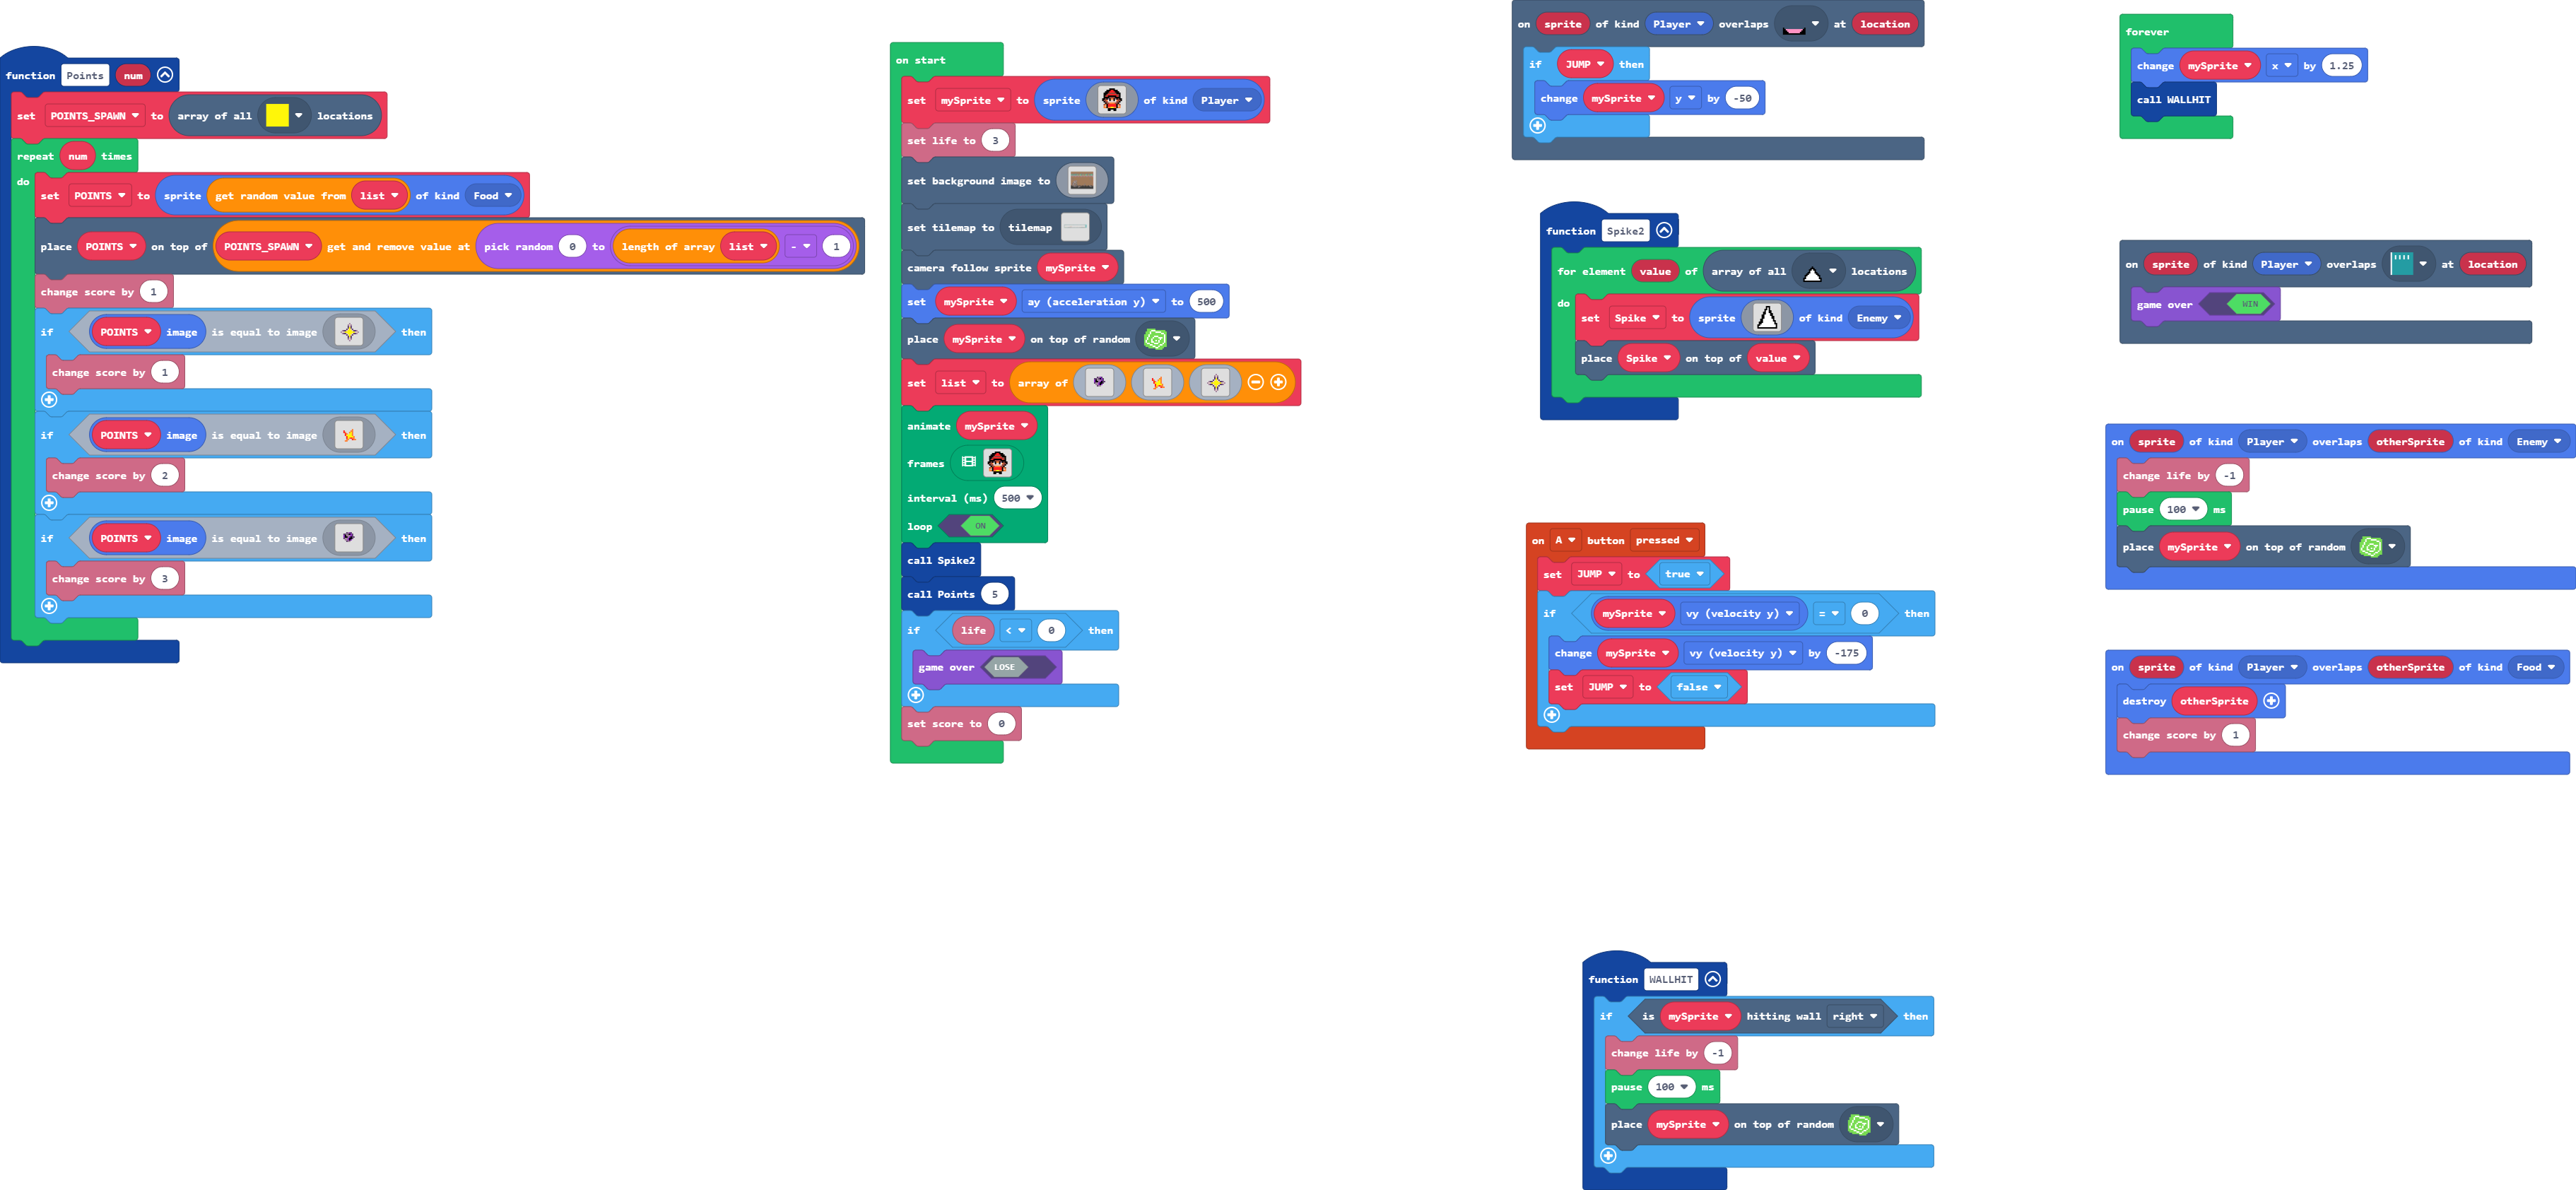 function Points num
set POINTS_SPAWN to array of all locations
repeat num times
do
set POINTS to sprite get random value from list of kind Food
place POINTS on top of POINTS_SPAWN get and remove value at pick random 0 to length of array list - 1
change score by 1
if POINTS image is equal to image then
change score by 1
if POINTS image is equal to image then
change score by 2
if POINTS image is equal to image then
change score by 3
on start
set mySprite to sprite of kind Player
set life to 3
set background image to
set tilemap to tilemap
camera follow sprite mySprite
set mySprite ay (acceleration y) to 500
place mySprite on top of random
set list to array of
animate mySprite
frames
interval (ms) 500
loop ON
call Spike2
call Points 5
if life < 0 then
game over LOSE
set score to 0
on sprite of kind Player overlaps at location
if JUMP then
change mySprite y by -50
function Spike2
for element value of array of all locations
do
set Spike to sprite of kind Enemy
place Spike on top of value
on A button pressed
set JUMP to true
if mySprite vy (velocity y) = 0 then
change mySprite vy (velocity y) by -175
set JUMP to false
function WALLHIT
if is mySprite hitting wall right then
change life by -1
pause 100 ms
place mySprite on top of random
forever
change mySprite x by 1.25
call WALLHIT
on sprite of kind Player overlaps at location
game over WIN
on sprite of kind Player overlaps otherSprite of kind Enemy
change life by -1
pause 100 ms
place mySprite on top of random
on sprite of kind Player overlaps otherSprite of kind Food
destroy otherSprite
change score by 1